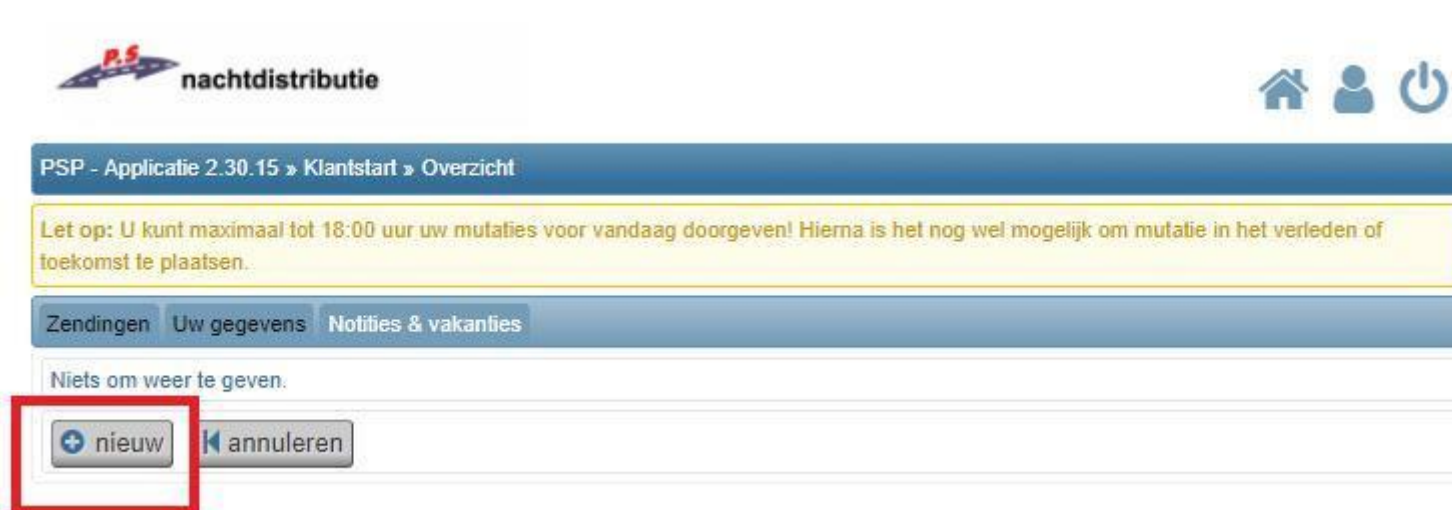 P.S
nachtdistributie
PSP - Applicatie 2.30.15 » Klantstart » Overzicht
Let op: U kunt maximaal tot 18:00 uur uw mutaties voor vandaag doorgeven! Hierna is het nog wel mogelijk om mutatie in het verleden of
toekomst te plaatsen.
Zendingen Uw gegevens Notities & vakanties
Niets om weer te geven.
nieuw annuleren